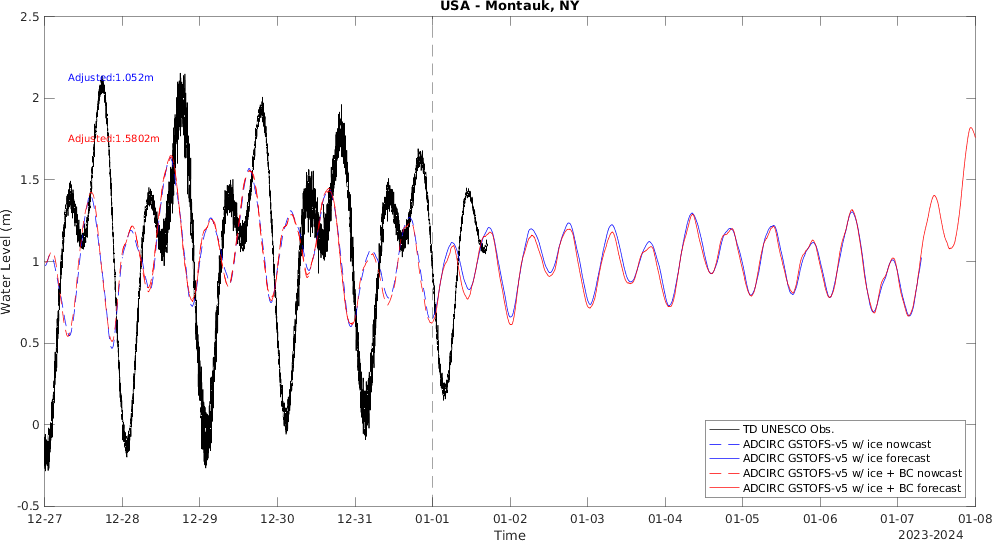 USA - Montauk, NY
2.5
2
1.5
1
0.5
0
-0.5
Water Level (m)
Adjusted:1.052m
Adjusted:1.5802m
TD UNESCO Obs.
ADCIRC GSTOFS-v5 w/ ice nowcast
ADCIRC GSTOFS-v5 w/ ice forecast
ADCIRC GSTOFS-v5 w/ ice + BC nowcast
ADCIRC GSTOFS-v5 w/ ice + BC forecast
12-27 12-28 12-29 12-30 12-31 01-01 01-02 01-03 01-04 01-05 01-06 01-07 01-08
Time
2023-2024